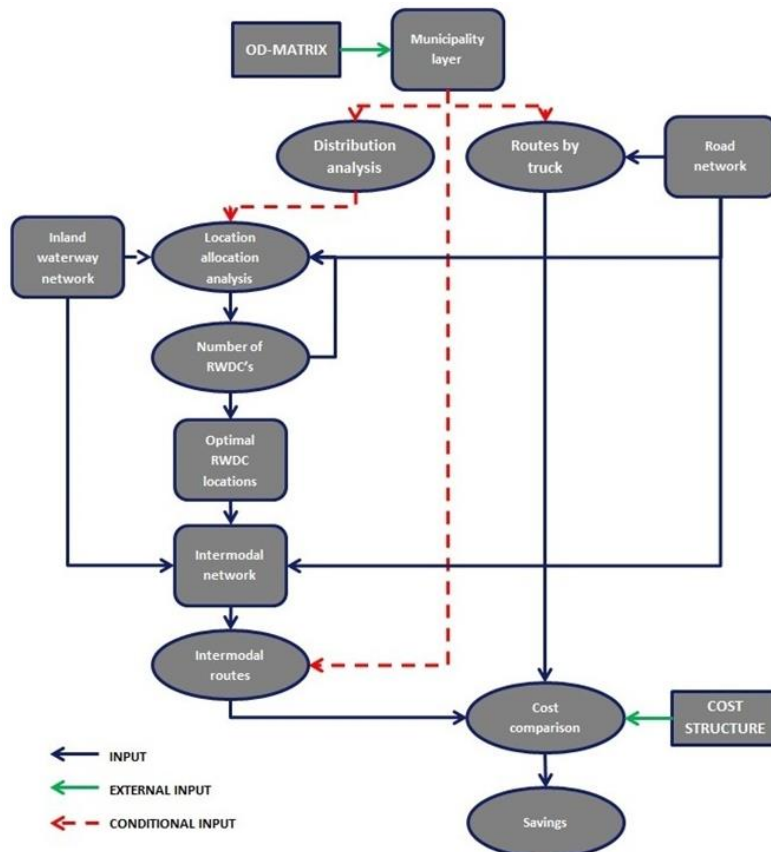 OD-MATRIX
Municipality
layer
Distribution
analysis
Routes by
truck
Road
network
Inland
waterway
network
Location
allocation
analysis
Number of
RWDC's
Optimal
RWDC
locations
Intermodal
network
Intermodal
routes
Cost
comparison
COST
STRUCTURE
INPUT
EXTERNAL INPUT
CONDITIONAL INPUT
Savings